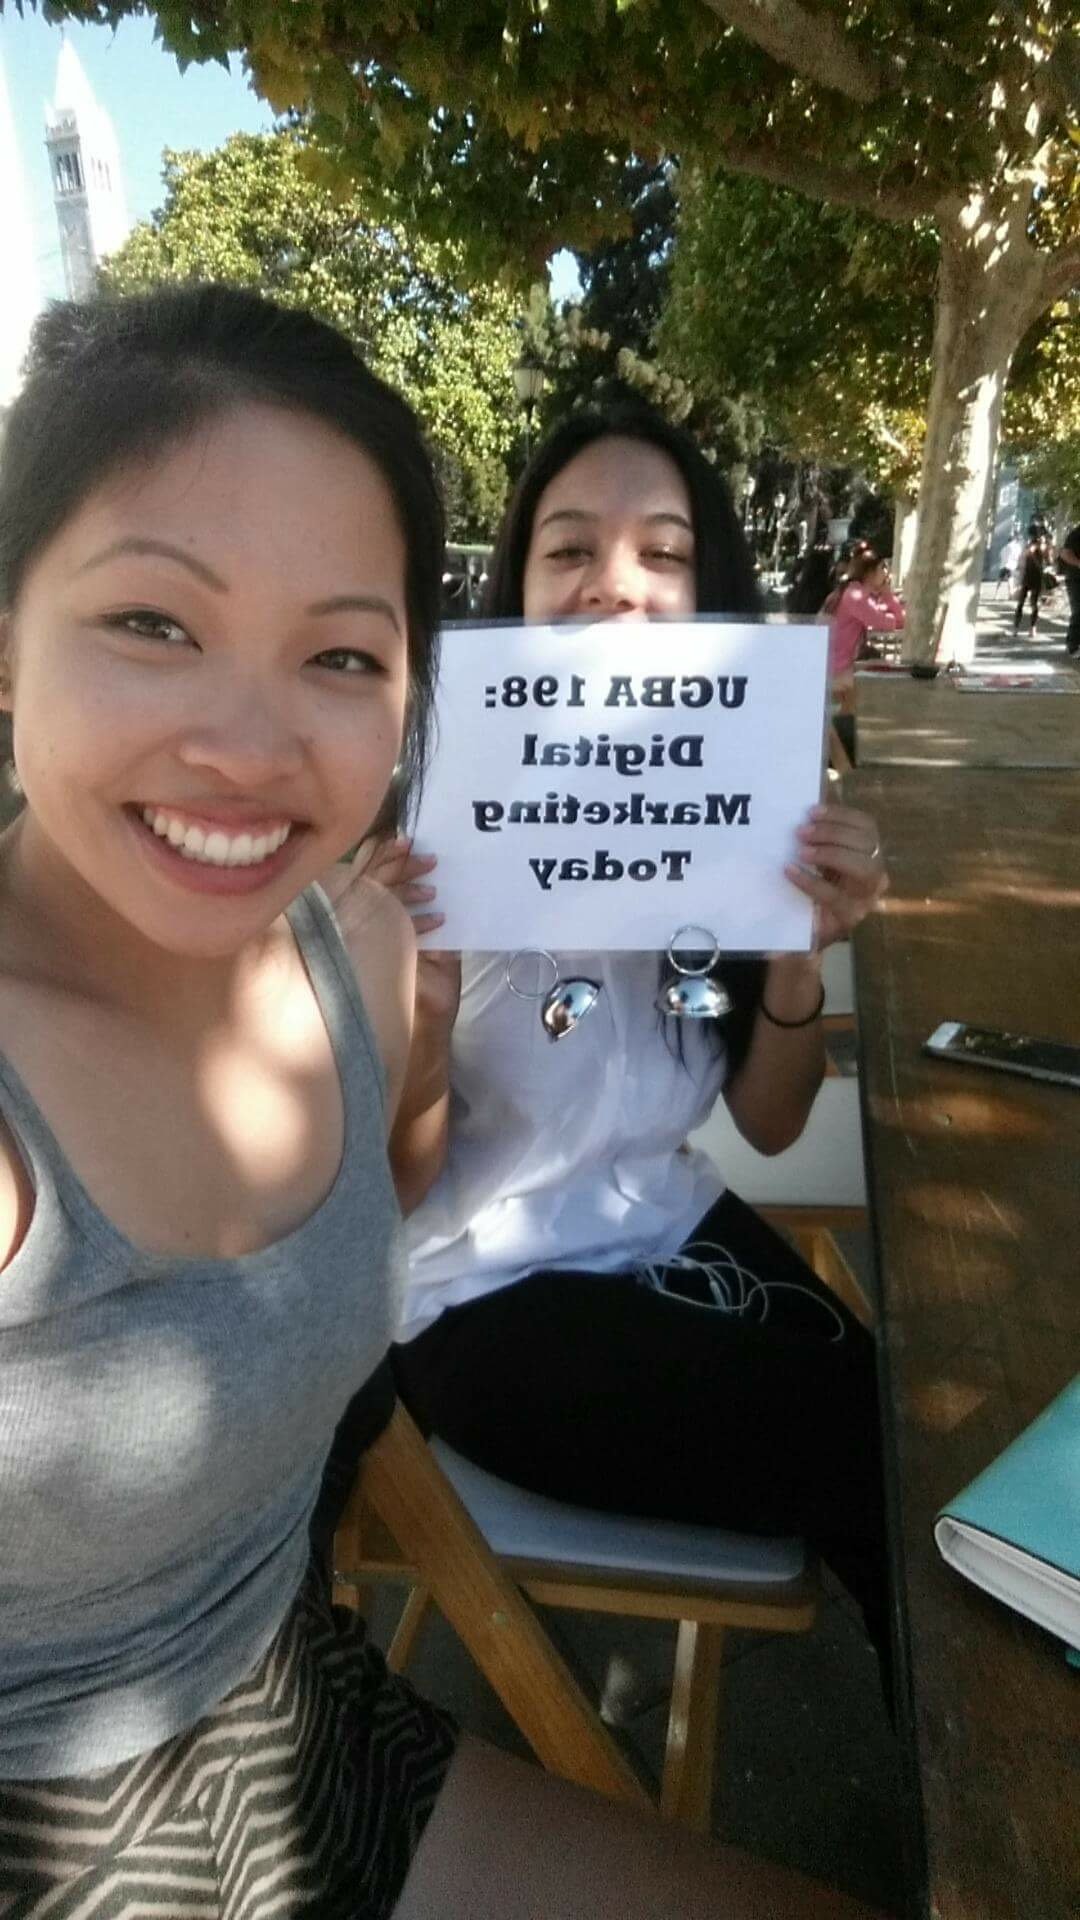 UGBA 198:
Digital
Marketing
Today